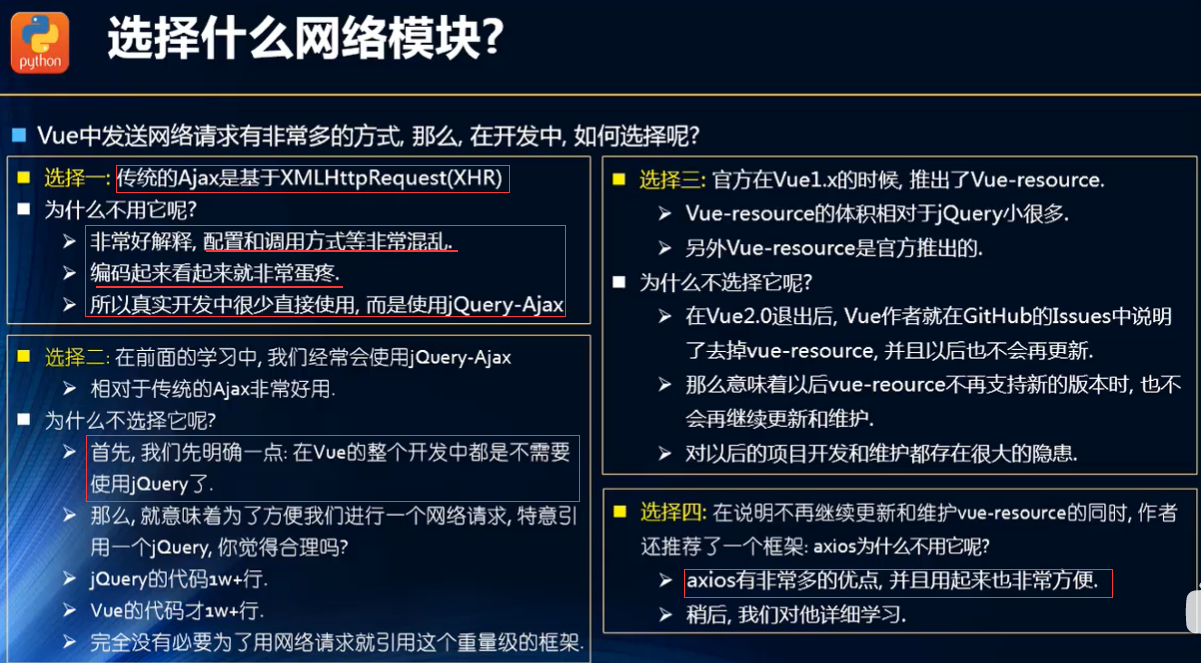 python
选择什么网络模块?
Vue中发送网络请求有非常多的方式, 那么, 在开发中, 如何选择呢?
选择一: 传统的Ajax是基于XMLHttpRequest(XHR)
为什么不用它呢?
非常好解释, 配置和调用方式等非常混乱.
编码起来看起来就非常蛋疼.
所以真实开发中很少直接使用, 而是使用jQuery-Ajax
选择二: 在前面的学习中, 我们经常会使用jQuery-Ajax
相对于传统的Ajax非常好用.
为什么不选择它呢?
首先, 我们先明确一点: 在Vue的整个开发中都是不需要
使用jQuery了.
那么, 就意味着为了方便我们进行一个网络请求, 特意引
用一个jQuery, 你觉得合理吗?
jQuery的代码1w+行.
Vue的代码才1w+行.
完全没有必要为了用网络请求就引用这个重量级的框架.
选择三: 官方在Vue1.x的时候, 推出了Vue-resource.
Vue-resource的体积相对于jQuery小很多.
另外Vue-resource是官方推出的.
为什么不选择它呢?
在Vue2.0退出后, Vue作者就在GitHub的Issues中说明
了去掉vue-resource, 并且以后也不会再更新.
那么意味着以后vue-reource不再支持新的版本时, 也不
会再继续更新和维护.
对以后的项目开发和维护都存在很大的隐患.
选择四: 在说明不再继续更新和维护vue-resource的同时, 作者
还推荐了一个框架: axios为什么不用它呢?
axios有非常多的优点, 并且用起来也非常方便.
稍后, 我们对他详细学习.